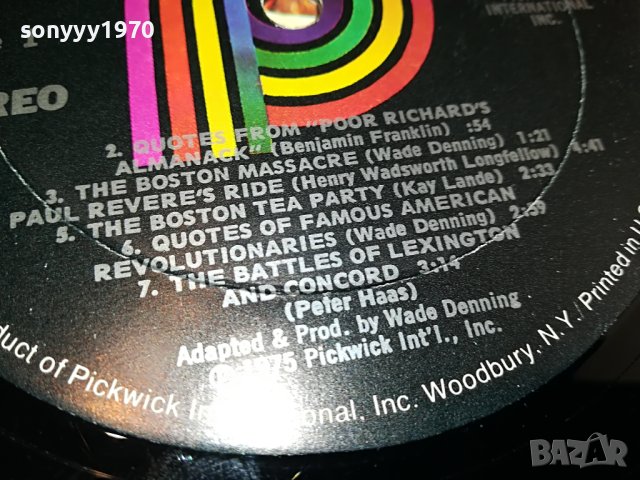 sonyyy1970
INTERNATIONAL
INC.
2. QUOTES FROM "POOR RICHARD'S
ALMANACK" (Benjamin Franklin) :54
3. THE BOSTON MASSACRE (Wade Denning) 1:21
PAUL REVERE'S RIDE (Henry Wadsworth Longfellow) 4:41
5. THE BOSTON TEA PARTY (Kay Lande) 2:33
6. QUOTES OF FAMOUS AMERICAN
REVOLUTIONARIES (Wade Denning) 2:39
7. THE BATTLES OF LEXINGTON
AND CONCORD 3:14
(Peter Haas)
Adapted & Prod. by Wade Denning
℗ 1975 Pickwick Int'l., Inc.
duct of Pickwick International, Inc. Woodbury, N.Y. Printed in U.S
BAZAR